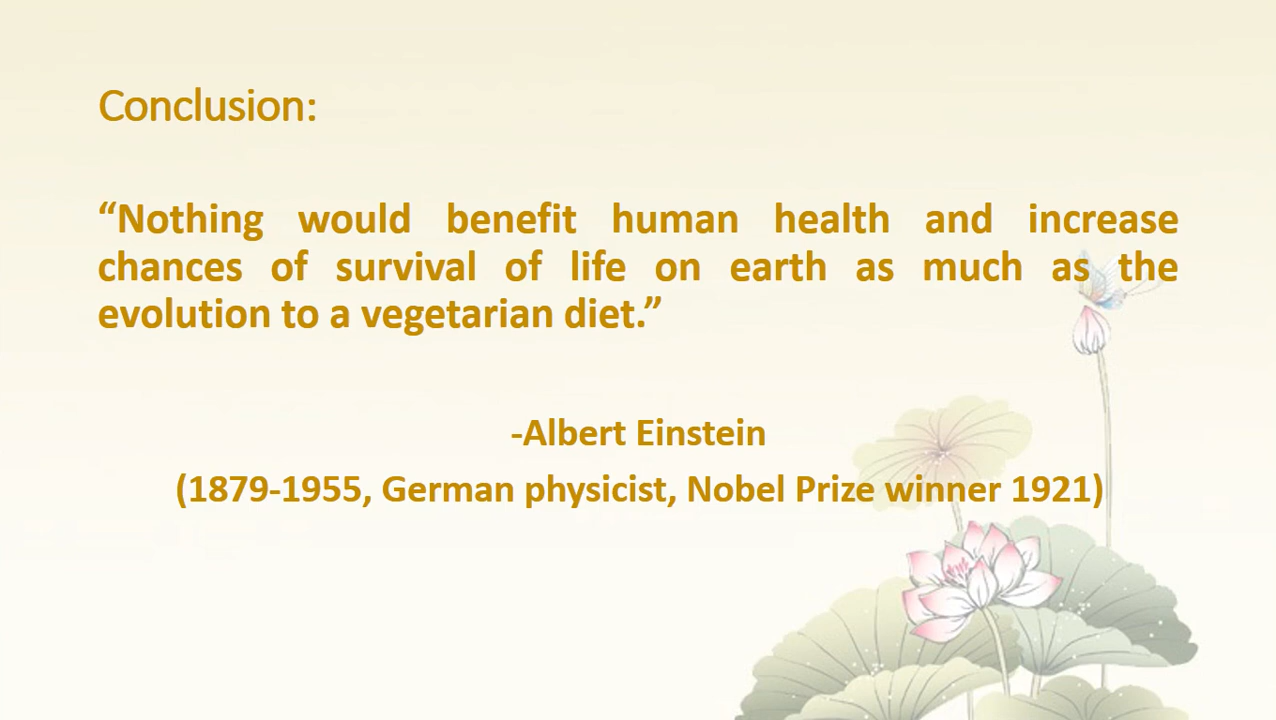 Conclusion:
“Nothing would benefit human health and increase
chances of survival of life on earth as much as the
evolution to a vegetarian diet.”
-Albert Einstein
(1879-1955, German physicist, Nobel Prize winner 1921)